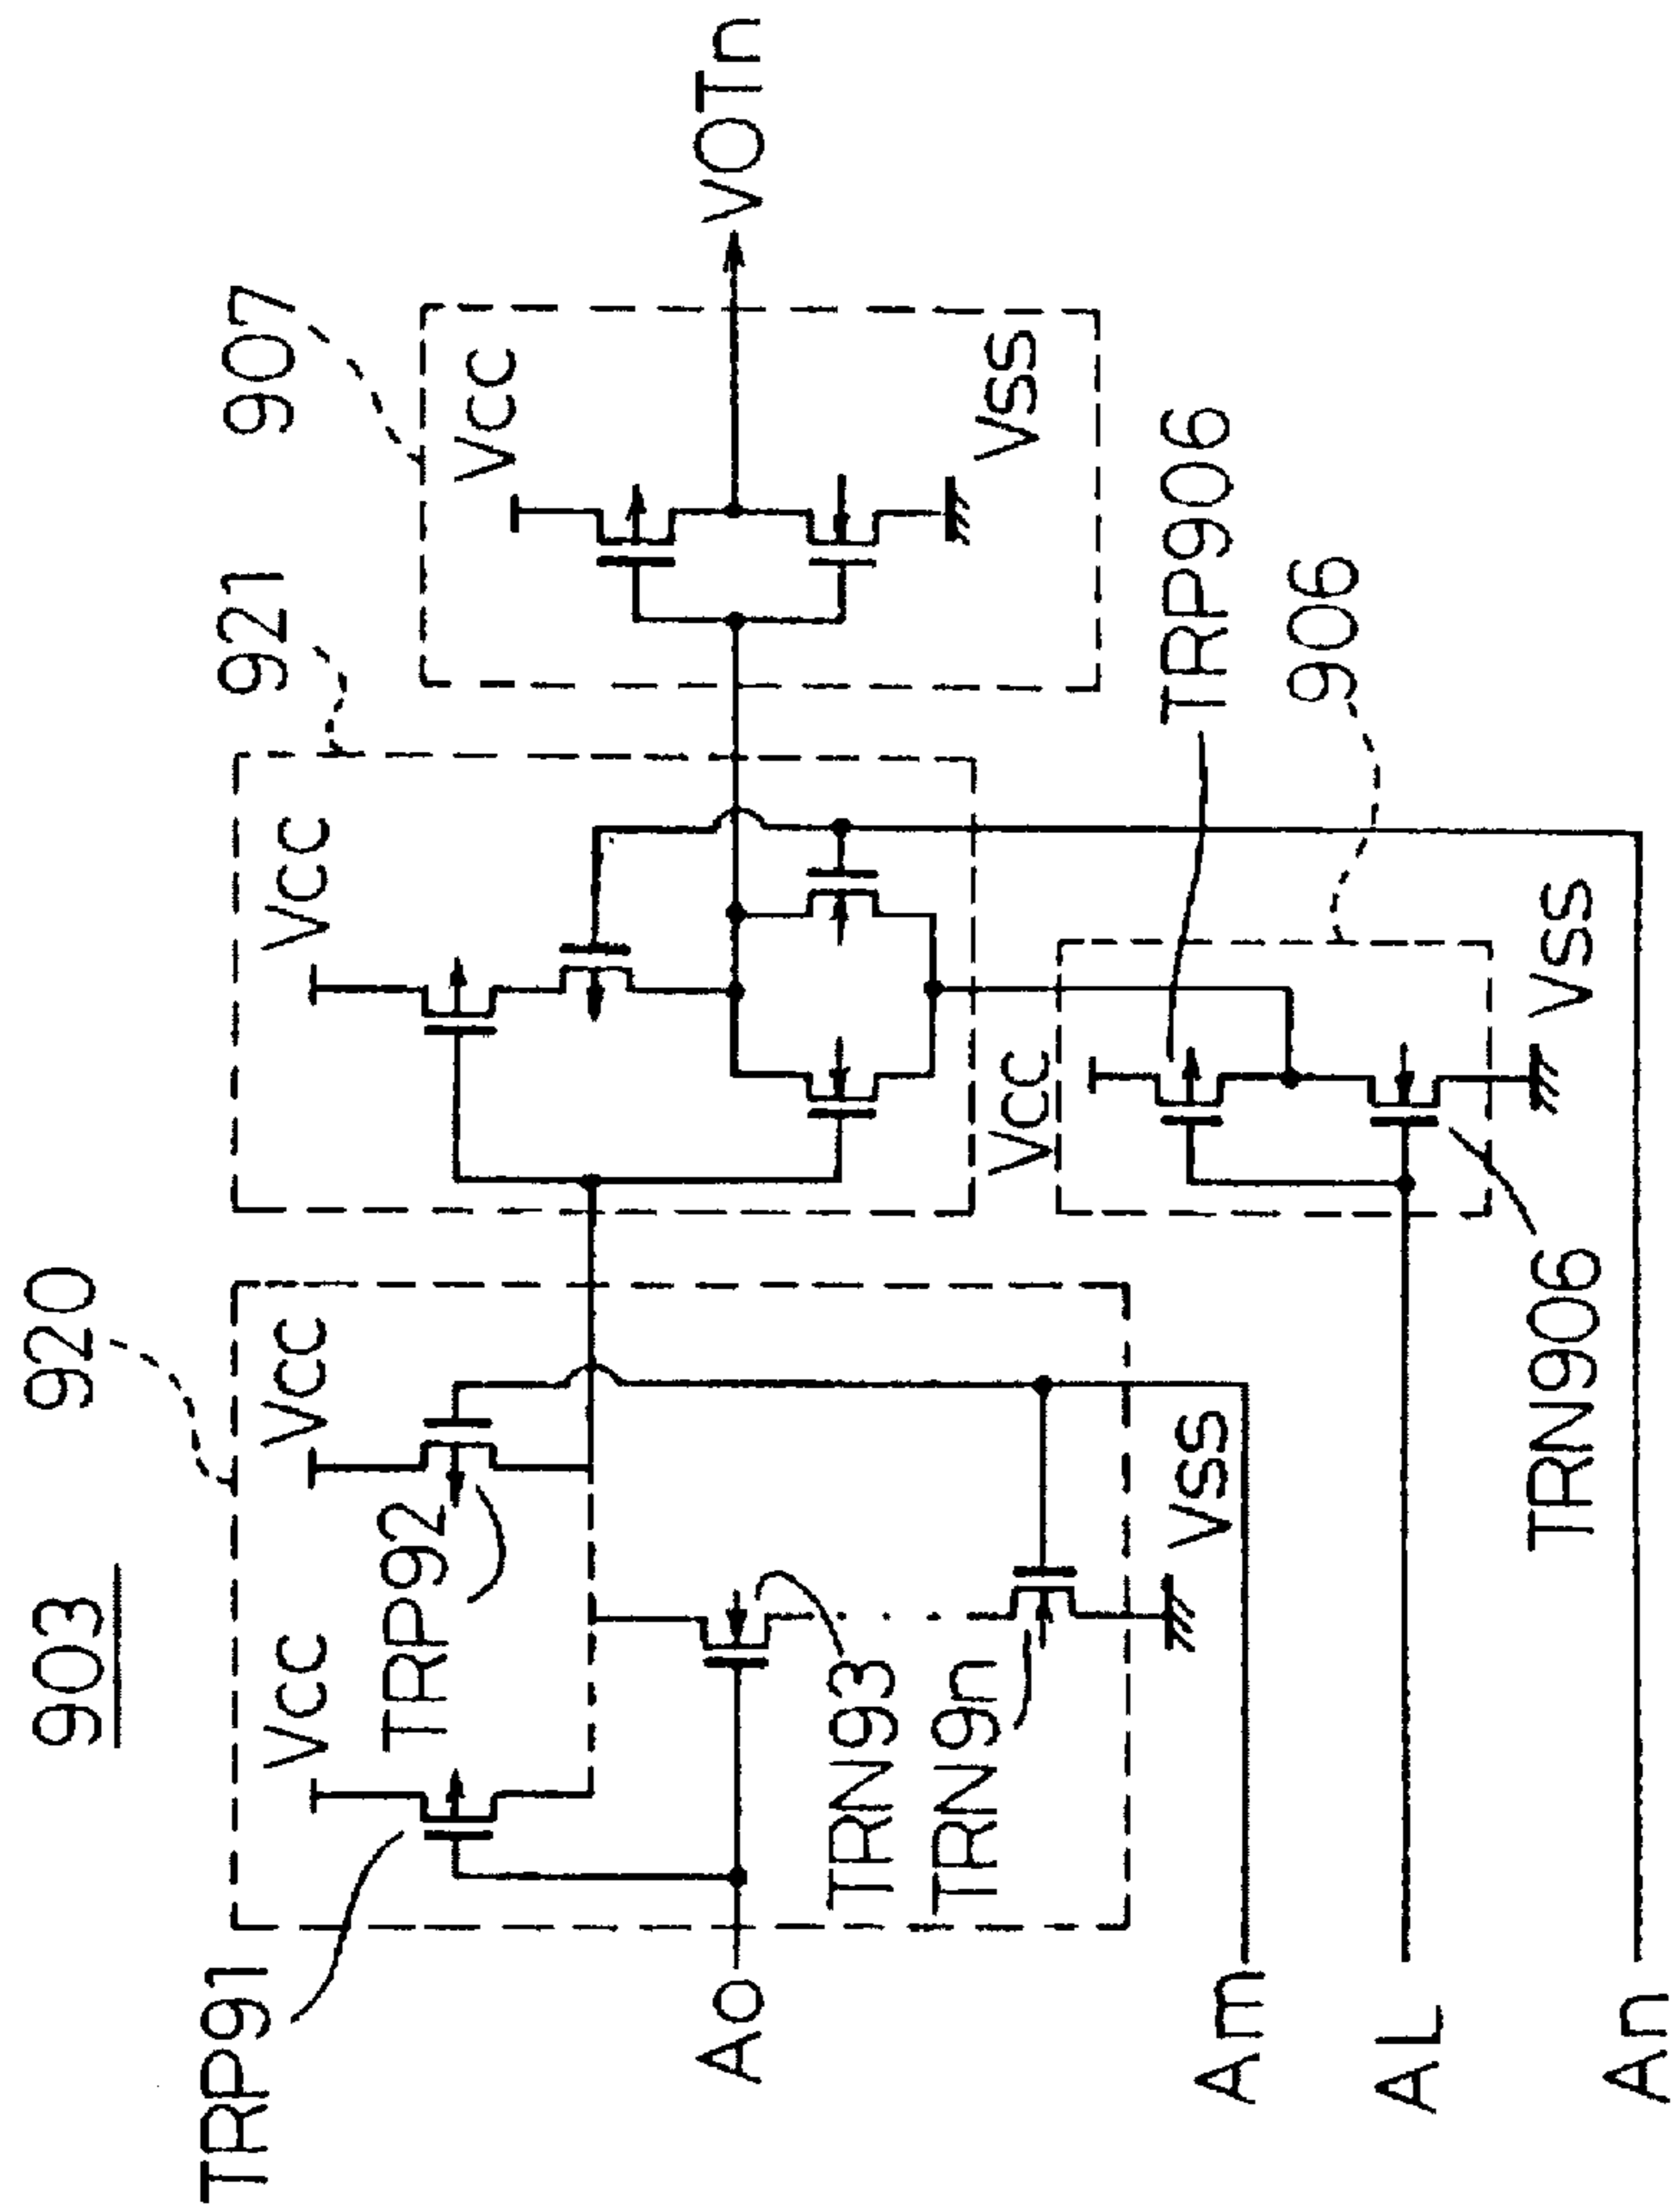 903
920
921
907
TRP91
Vcc
Vcc
TRP92
Vcc
Vcc
VOTn
Ao
TRN93
TRN9n
Vss
Vcc
Vss
TRP906
906
Am
AL
An
Vss
TRN906